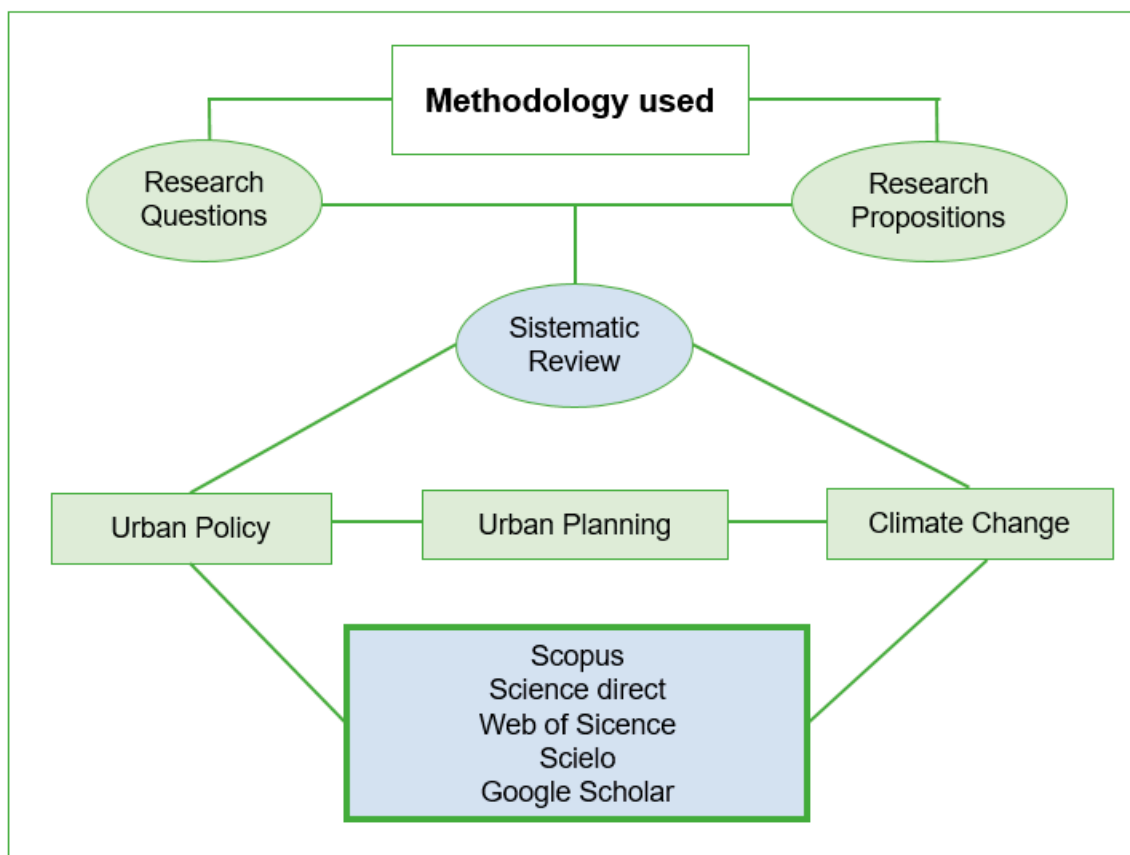 Methodology used
Research
Questions
Research
Propositions
Sistematic
Review
Urban Policy
Urban Planning
Climate Change
Scopus
Science direct
Web of Sicence
Scielo
Google Scholar